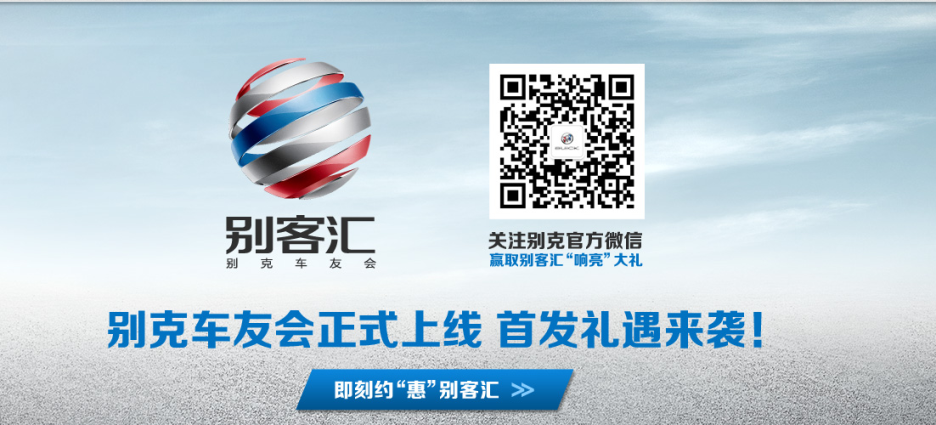 别客汇
别克车友会
BUICK
关注别克官方微信
赢取别客汇“响亮”大礼
别克车友会正式上线 首发礼遇来袭！
即刻约“惠”别客汇 >>